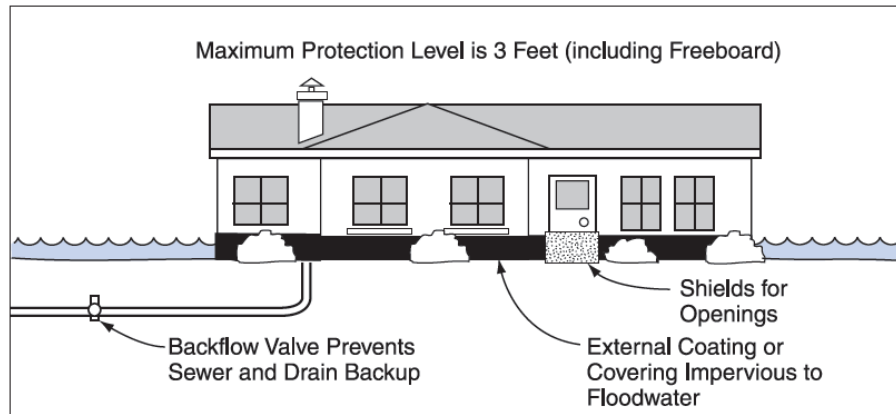 Maximum Protection Level is 3 Feet (including Freeboard)
Shields for
Openings
Backflow Valve Prevents
Sewer and Drain Backup
External Coating or
Covering Impervious to
Floodwater